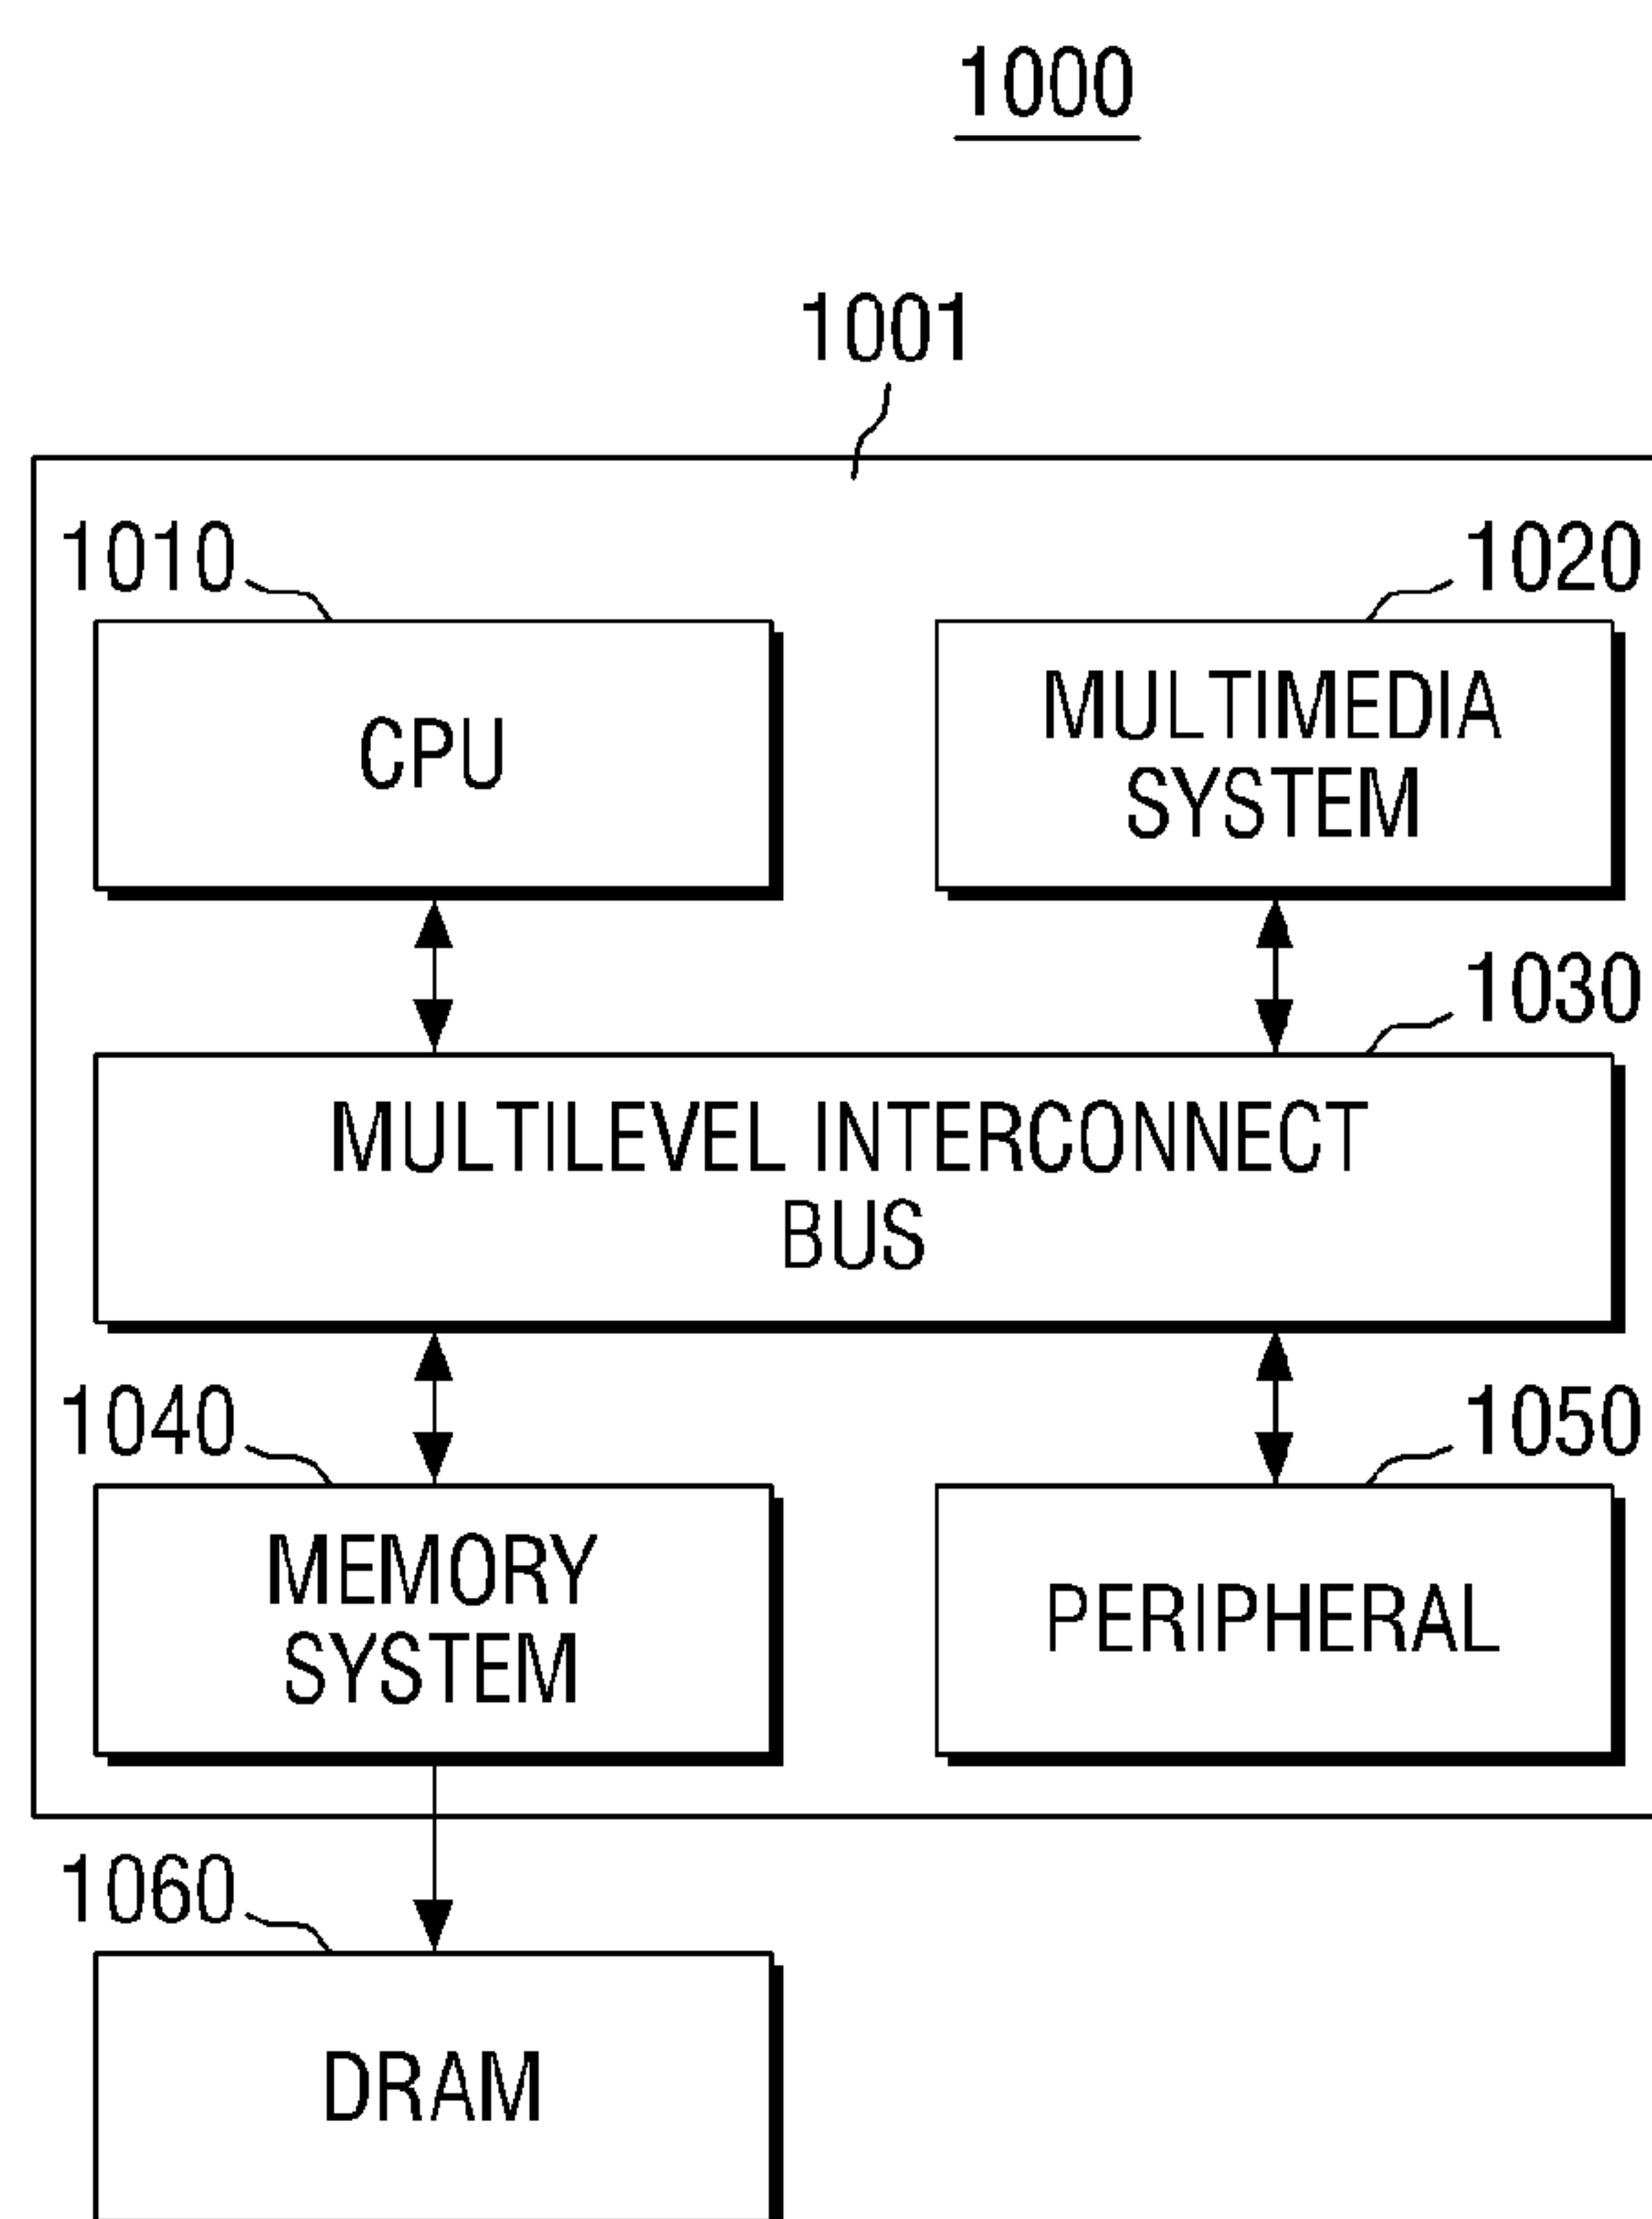 1000
1001
1010
1020
CPU
MULTIMEDIA
SYSTEM
1030
MULTILEVEL INTERCONNECT
BUS
1040
1050
MEMORY
SYSTEM
PERIPHERAL
1060
DRAM